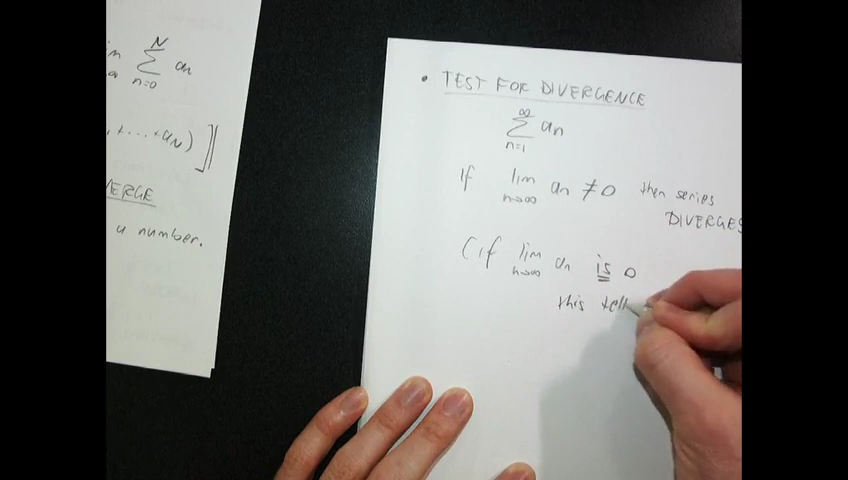 N
∑ an
n=0
+...+aN)]]
VERGE
a number.
• TEST FOR DIVERGENCE
∞
∑ an
n=1
If lim an ≠ 0 then series
n→∞
DIVERGES
(if lim an is 0
n→∞
this tell